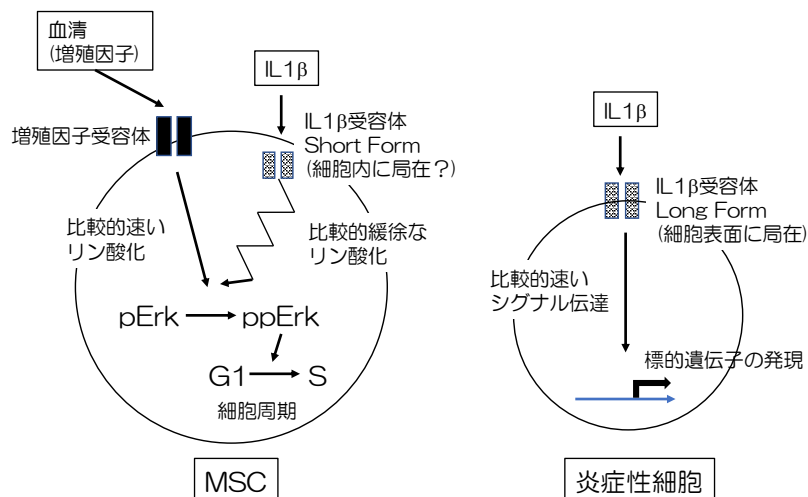 血清
(増殖因子)
IL1β
増殖因子受容体
IL1β受容体
Short Form
(細胞内に局在？)
比較的速い
リン酸化
比較的緩徐な
リン酸化
pErk
ppErk
G1
S
細胞周期
MSC
IL1β
IL1β受容体
Long Form
(細胞表面に局在)
比較的速い
シグナル伝達
標的遺伝子の発現
炎症性細胞